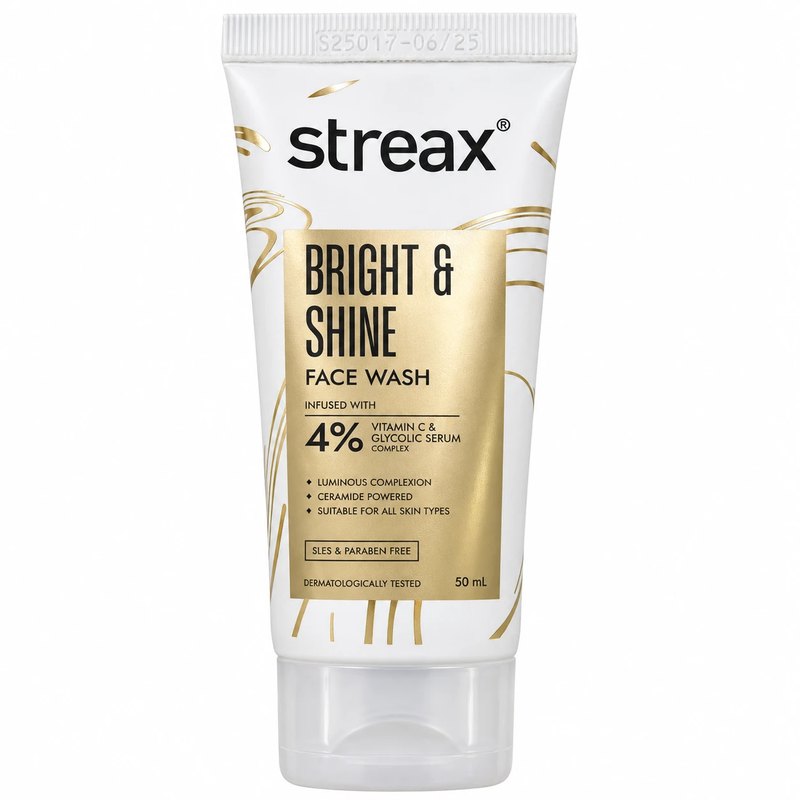 S25017-06/25
streax®
BRIGHT &
SHINE
FACE WASH
INFUSED WITH
4% VITAMIN C &
GLYCOLIC SERUM
COMPLEX
✦ LUMINOUS COMPLEXION
✦ CERAMIDE POWERED
✦ SUITABLE FOR ALL SKIN TYPES
SLES & PARABEN FREE
DERMATOLOGICALLY TESTED 50 mL